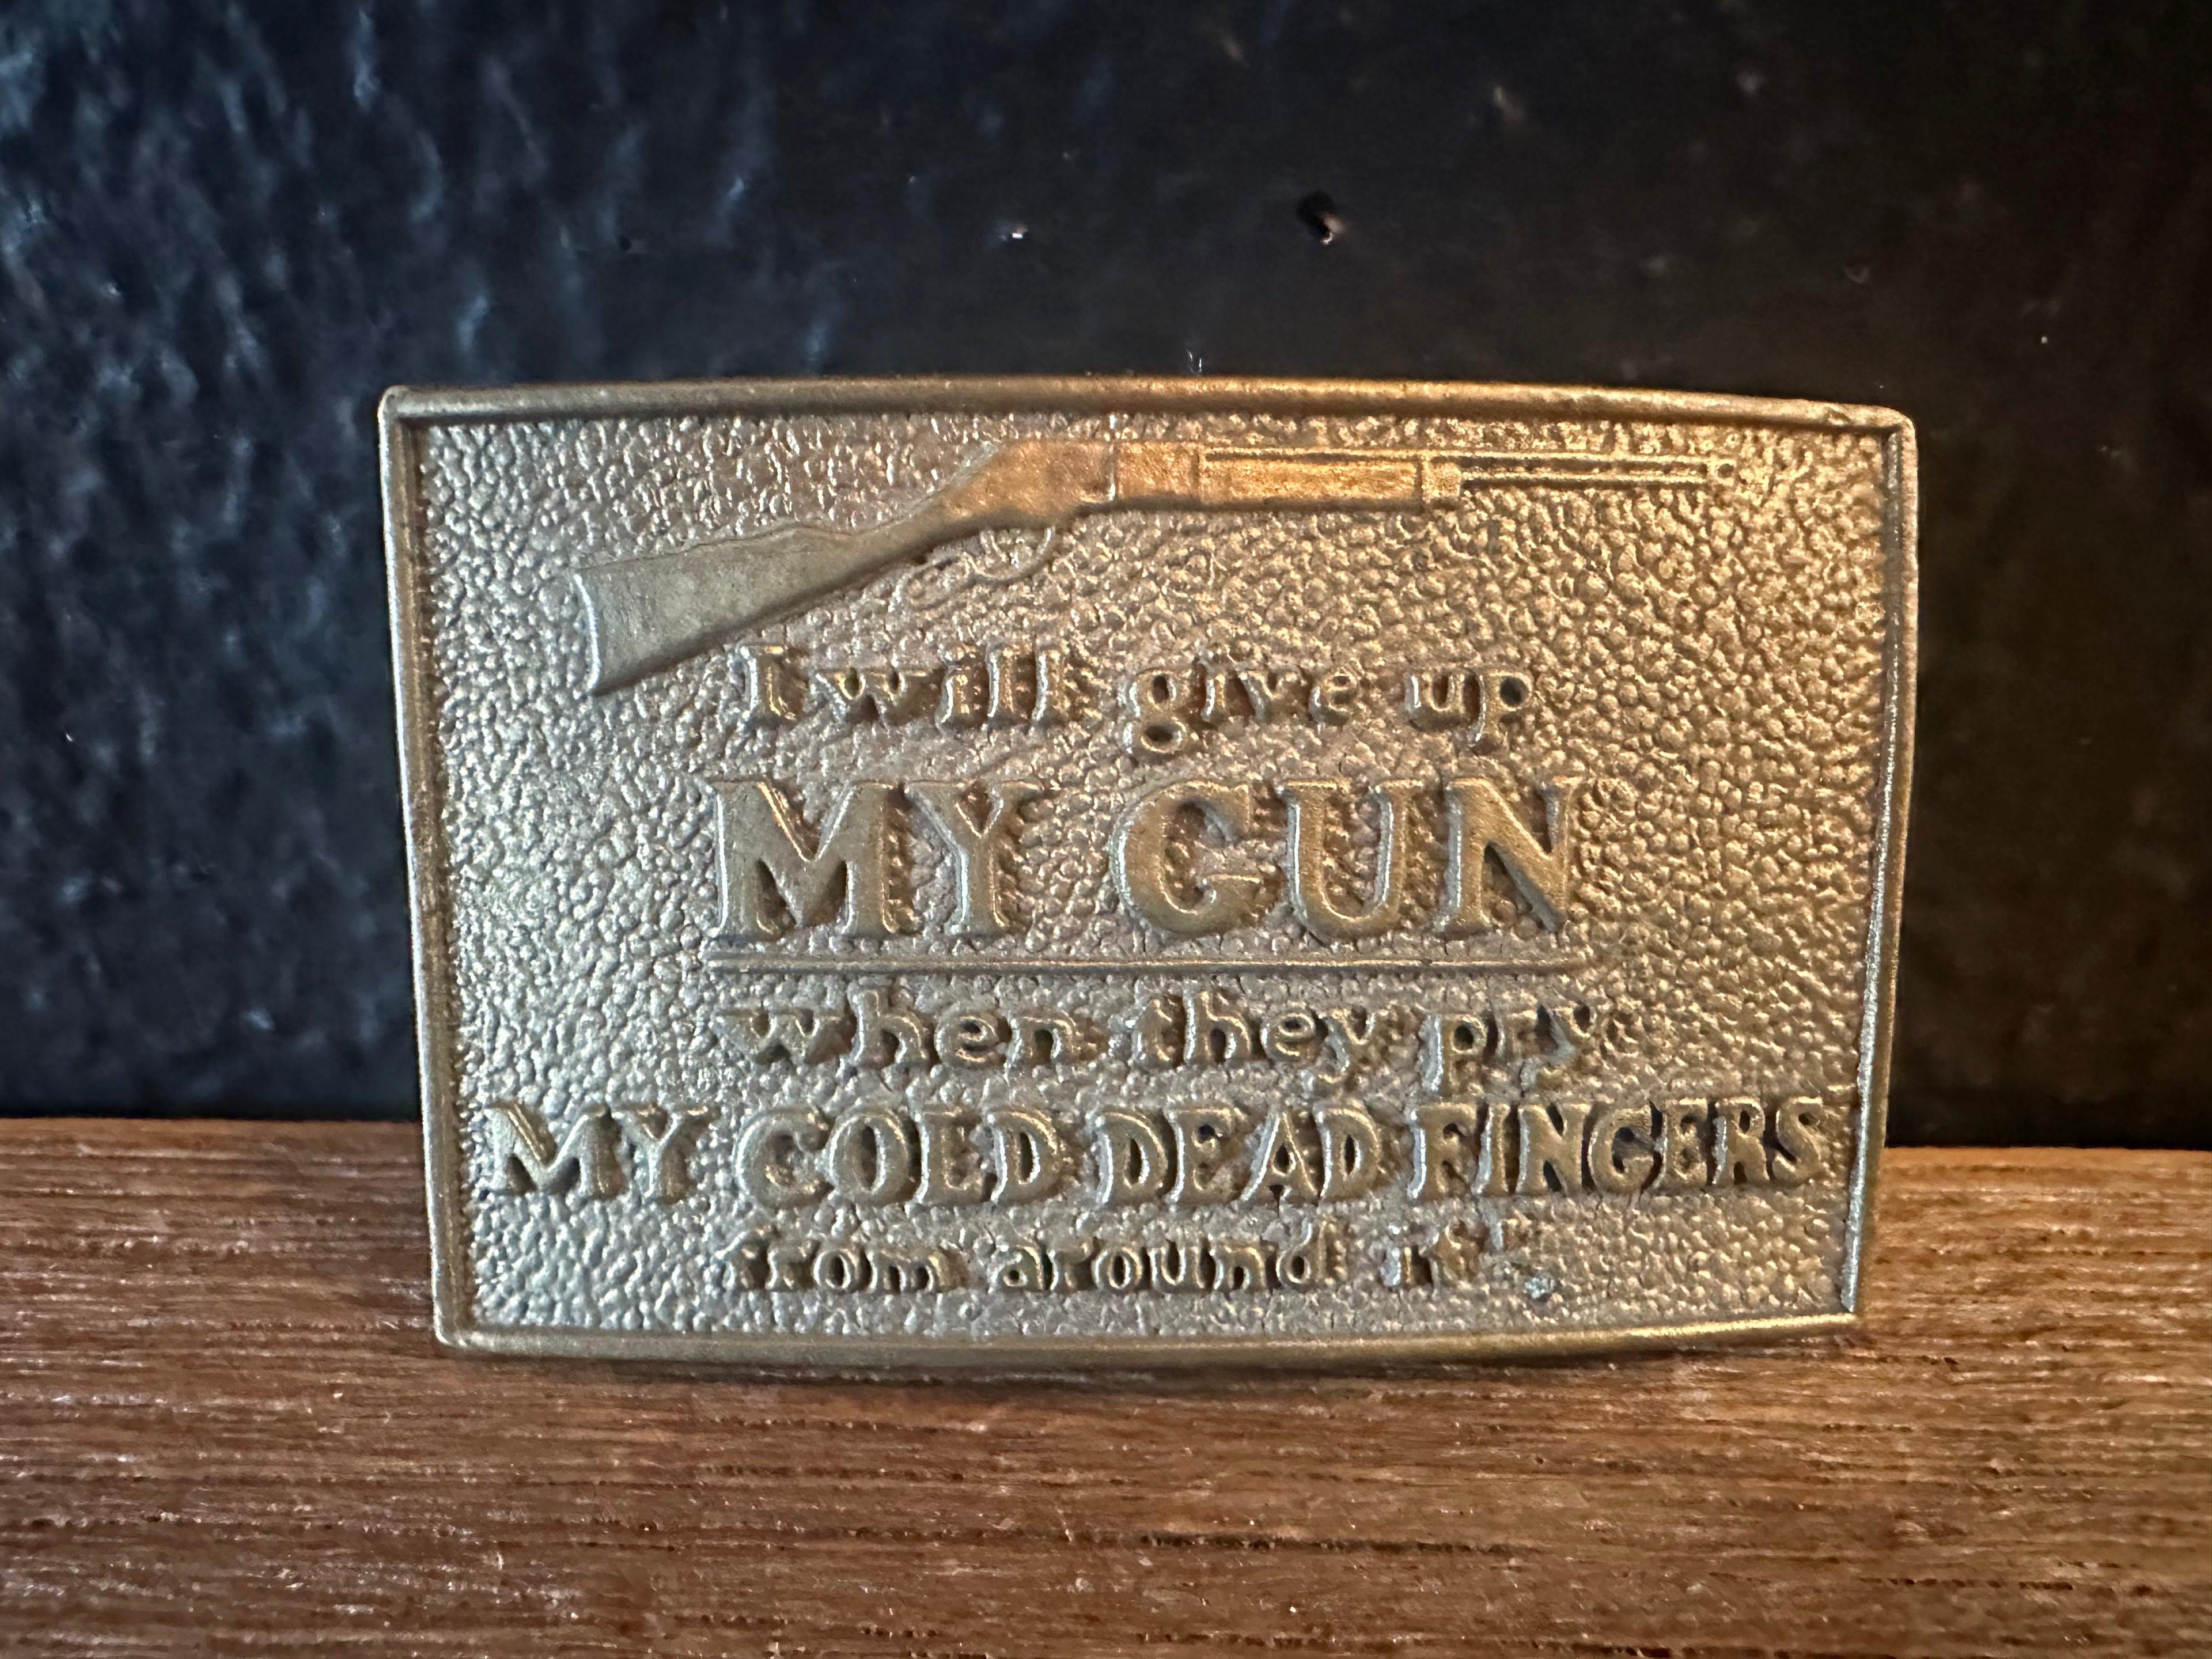 I will give up
MY GUN
when they pry
MY COLD DEAD FINGERS
from around it"